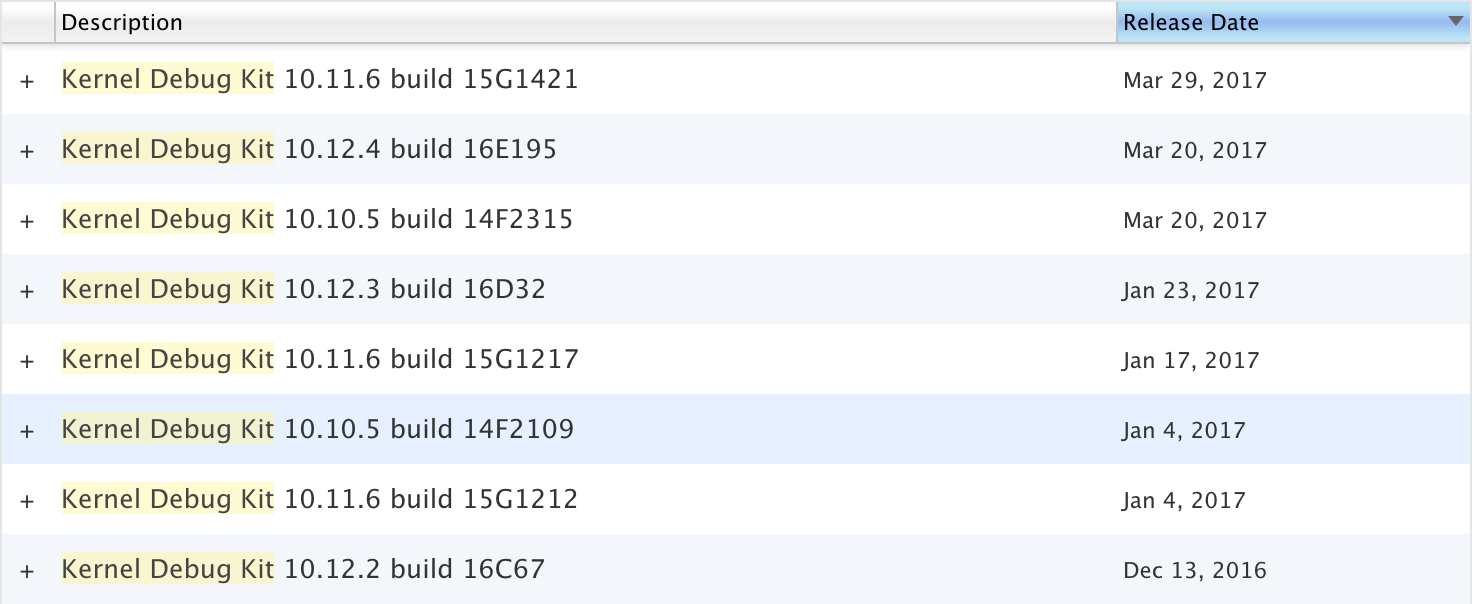 Description Release Date
+ Kernel Debug Kit 10.11.6 build 15G1421 Mar 29, 2017
+ Kernel Debug Kit 10.12.4 build 16E195 Mar 20, 2017
+ Kernel Debug Kit 10.10.5 build 14F2315 Mar 20, 2017
+ Kernel Debug Kit 10.12.3 build 16D32 Jan 23, 2017
+ Kernel Debug Kit 10.11.6 build 15G1217 Jan 17, 2017
+ Kernel Debug Kit 10.10.5 build 14F2109 Jan 4, 2017
+ Kernel Debug Kit 10.11.6 build 15G1212 Jan 4, 2017
+ Kernel Debug Kit 10.12.2 build 16C67 Dec 13, 2016